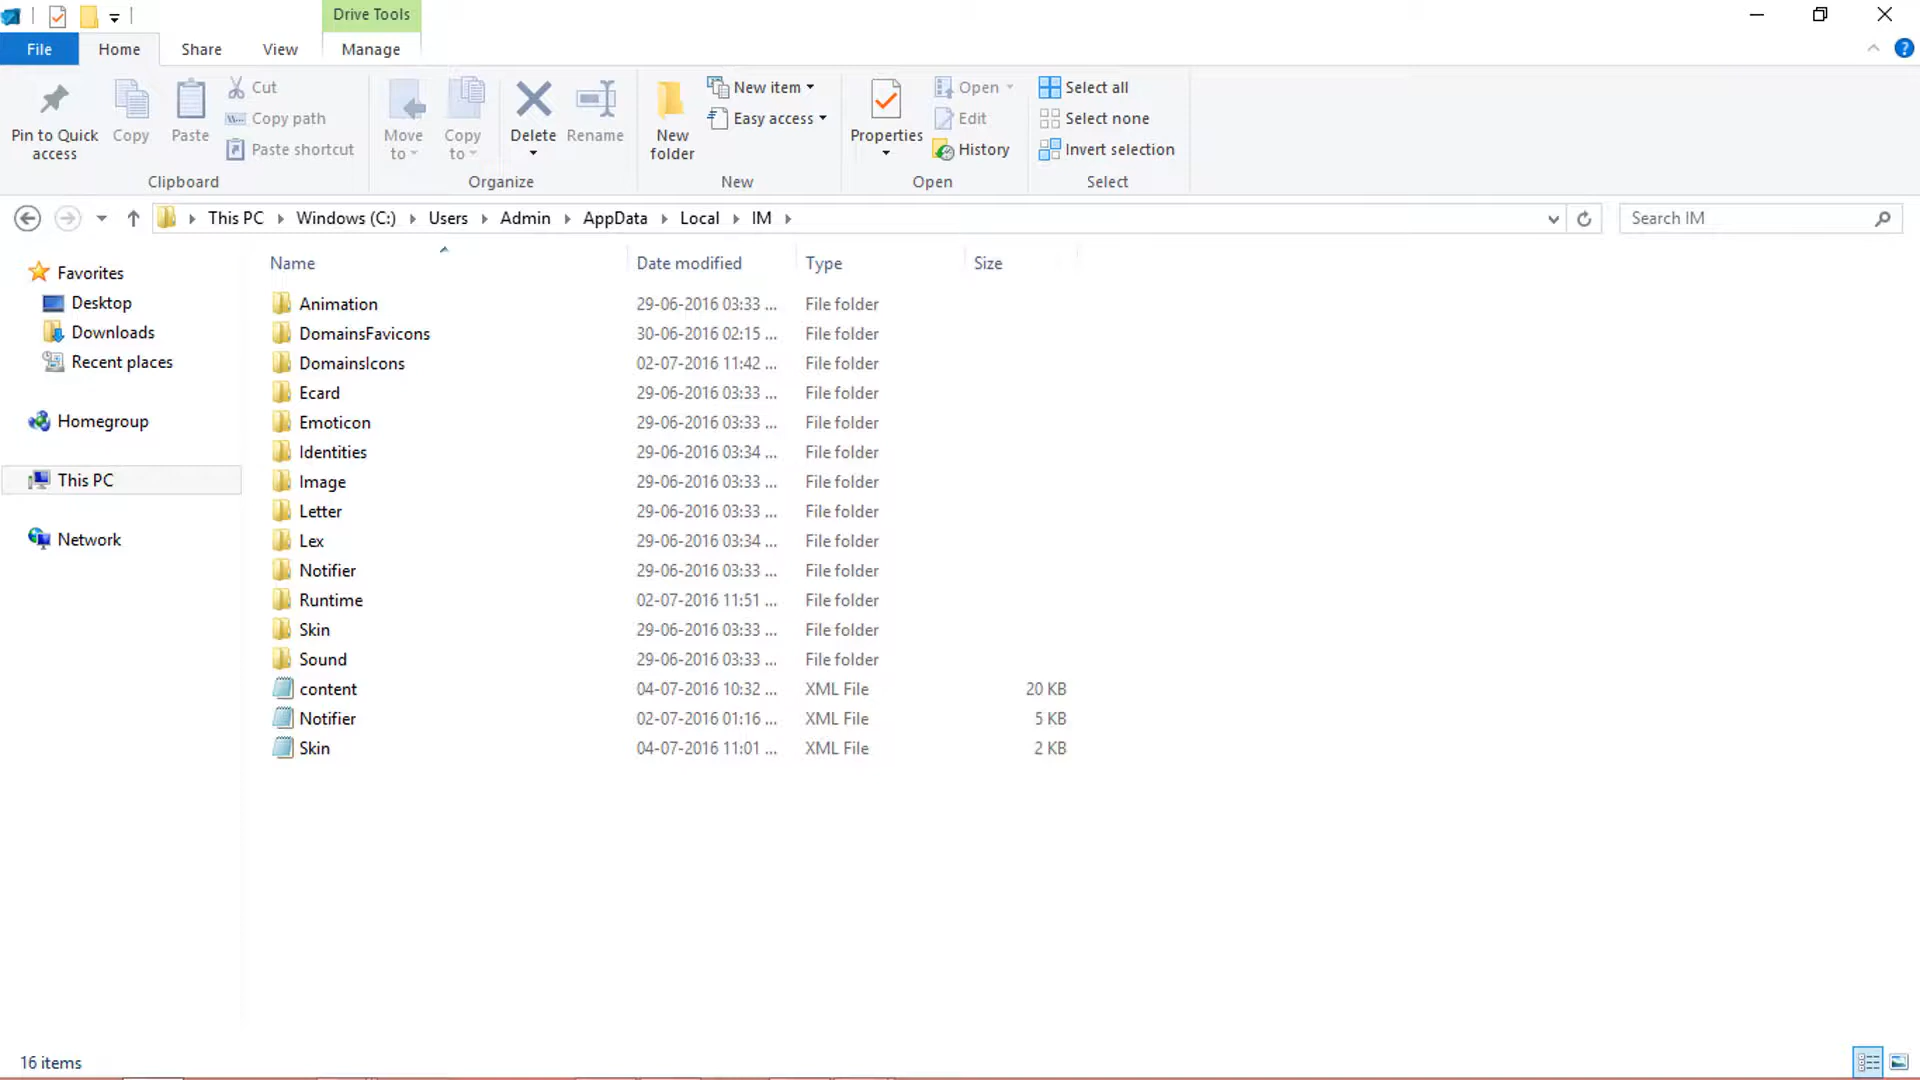 Drive Tools
File Home Share View Manage
Pin to Quick access
Copy
Paste
Cut
Copy path
Paste shortcut
Clipboard
Move to
Copy to
Delete
Rename
Organize
New folder
New item
Easy access
New
Properties
Open
Edit
History
Open
Select all
Select none
Invert selection
Select
This PC Windows (C:) Users Admin AppData Local IM
Search IM
Favorites
Desktop
Downloads
Recent places
Homegroup
This PC
Network
Name Date modified Type Size
Animation 29-06-2016 03:33 ... File folder
DomainsFavicons 30-06-2016 02:15 ... File folder
DomainsIcons 02-07-2016 11:42 ... File folder
Ecard 29-06-2016 03:33 ... File folder
Emoticon 29-06-2016 03:33 ... File folder
Identities 29-06-2016 03:34 ... File folder
Image 29-06-2016 03:33 ... File folder
Letter 29-06-2016 03:33 ... File folder
Lex 29-06-2016 03:34 ... File folder
Notifier 29-06-2016 03:33 ... File folder
Runtime 02-07-2016 11:51 ... File folder
Skin 29-06-2016 03:33 ... File folder
Sound 29-06-2016 03:33 ... File folder
content 04-07-2016 10:32 ... XML File 20 KB
Notifier 02-07-2016 01:16 ... XML File 5 KB
Skin 04-07-2016 11:01 ... XML File 2 KB
16 items